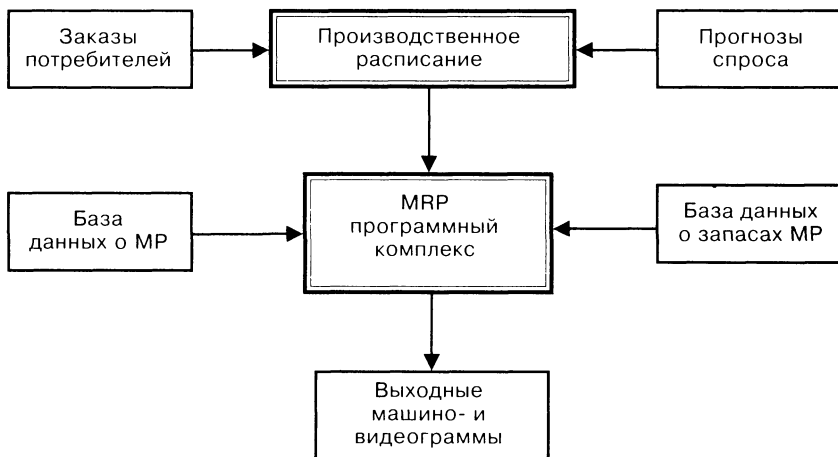 Заказы
потребителей
Производственное
расписание
Прогнозы
спроса
База
данных о МР
MRP
программный
комплекс
База данных
о запасах МР
Выходные
машино- и
видеограммы